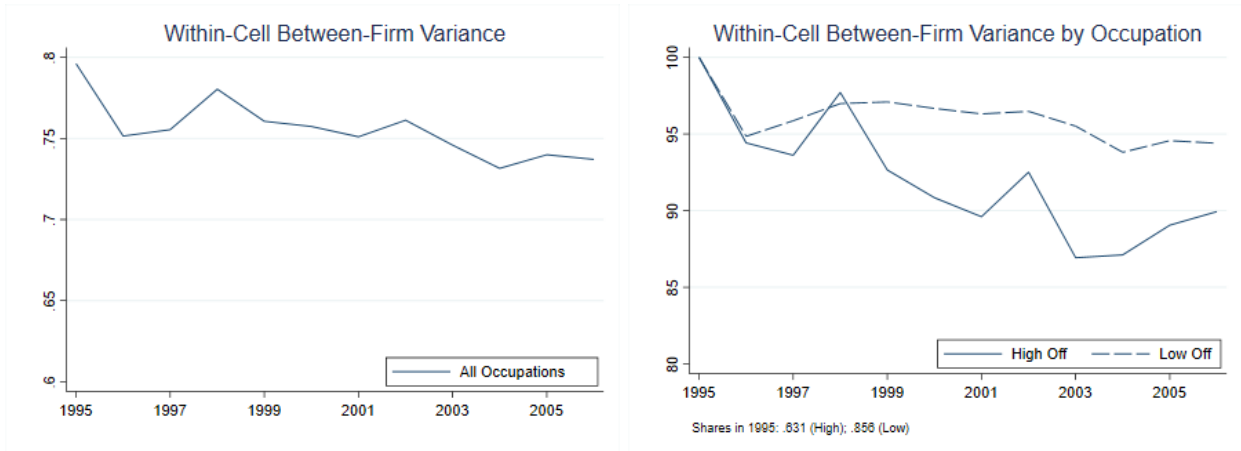 Within-Cell Between-Firm Variance
.8
.75
.7
.65
.6
All Occupations
1995 1997 1999 2001 2003 2005
Within-Cell Between-Firm Variance by Occupation
100
95
90
85
80
High Off Low Off
1995 1997 1999 2001 2003 2005
Shares in 1995: .631 (High); .856 (Low)